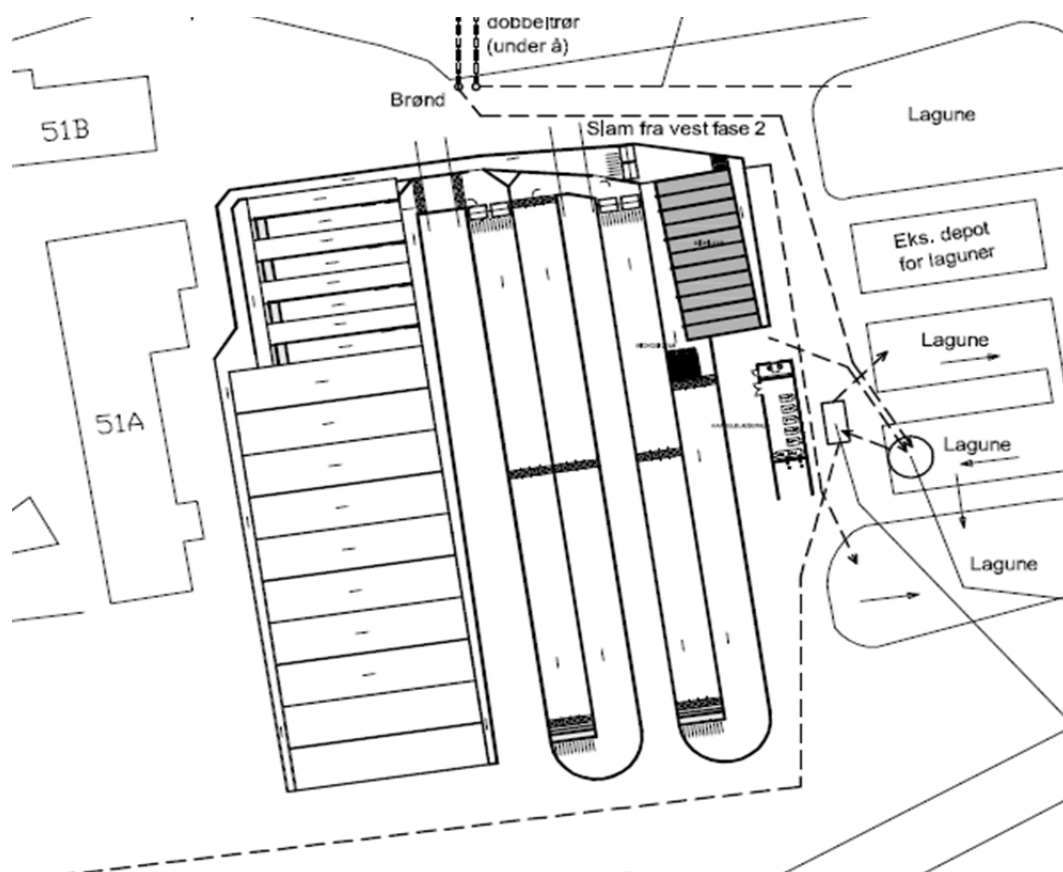 dobbeltrør
(under å)
Brønd
Slam fra vest fase 2
Lagune
51B
Eks. depot
for laguner
Lagune
51A
Lagune
Lagune